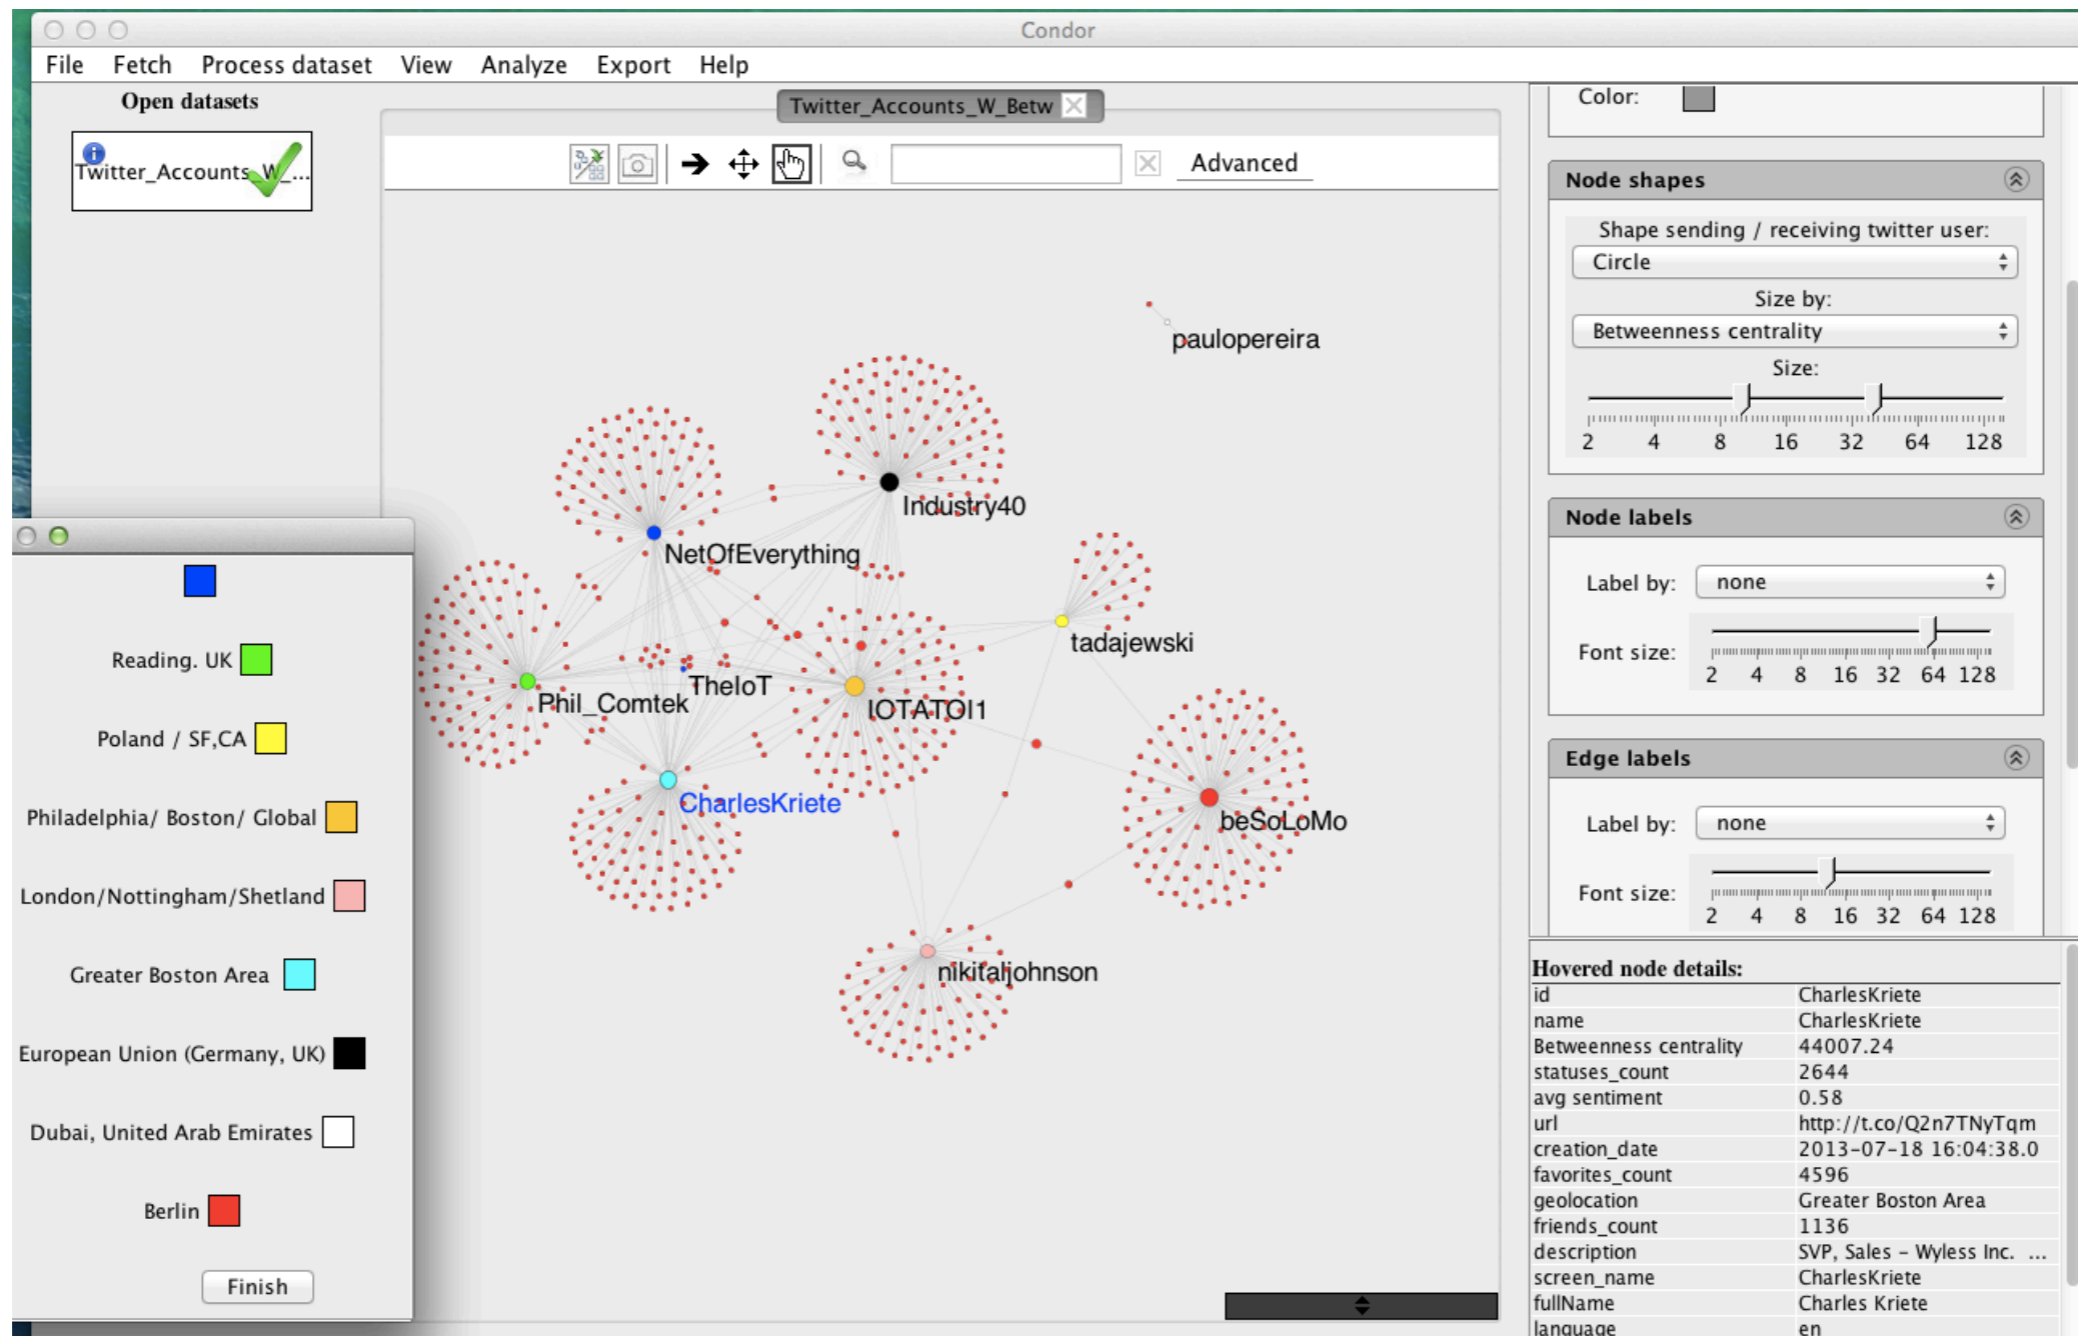 Condor
File Fetch Process dataset View Analyze Export Help
Open datasets
Twitter_Accounts_W_...
Twitter_Accounts_W_Betw
Advanced
paulopereira
Industry40
NetOfEverything
tadajewski
TheIoT
Phil_Comtek
IOTATOI1
CharlesKriete
beSoLoMo
nikitaljohnson
Reading. UK
Poland / SF,CA
Philadelphia/ Boston/ Global
London/Nottingham/Shetland
Greater Boston Area
European Union (Germany, UK)
Dubai, United Arab Emirates
Berlin
Finish
Color:
Node shapes
Shape sending / receiving twitter user:
Circle
Size by:
Betweenness centrality
Size:
2 4 8 16 32 64 128
Node labels
Label by: none
Font size:
2 4 8 16 32 64 128
Edge labels
Label by: none
Font size:
2 4 8 16 32 64 128
Hovered node details:
id CharlesKriete
name CharlesKriete
Betweenness centrality 44007.24
statuses_count 2644
avg sentiment 0.58
url http://t.co/Q2n7TNyTqm
creation_date 2013-07-18 16:04:38.0
favorites_count 4596
geolocation Greater Boston Area
friends_count 1136
description SVP, Sales - Wyless Inc. ...
screen_name CharlesKriete
fullName Charles Kriete
language en